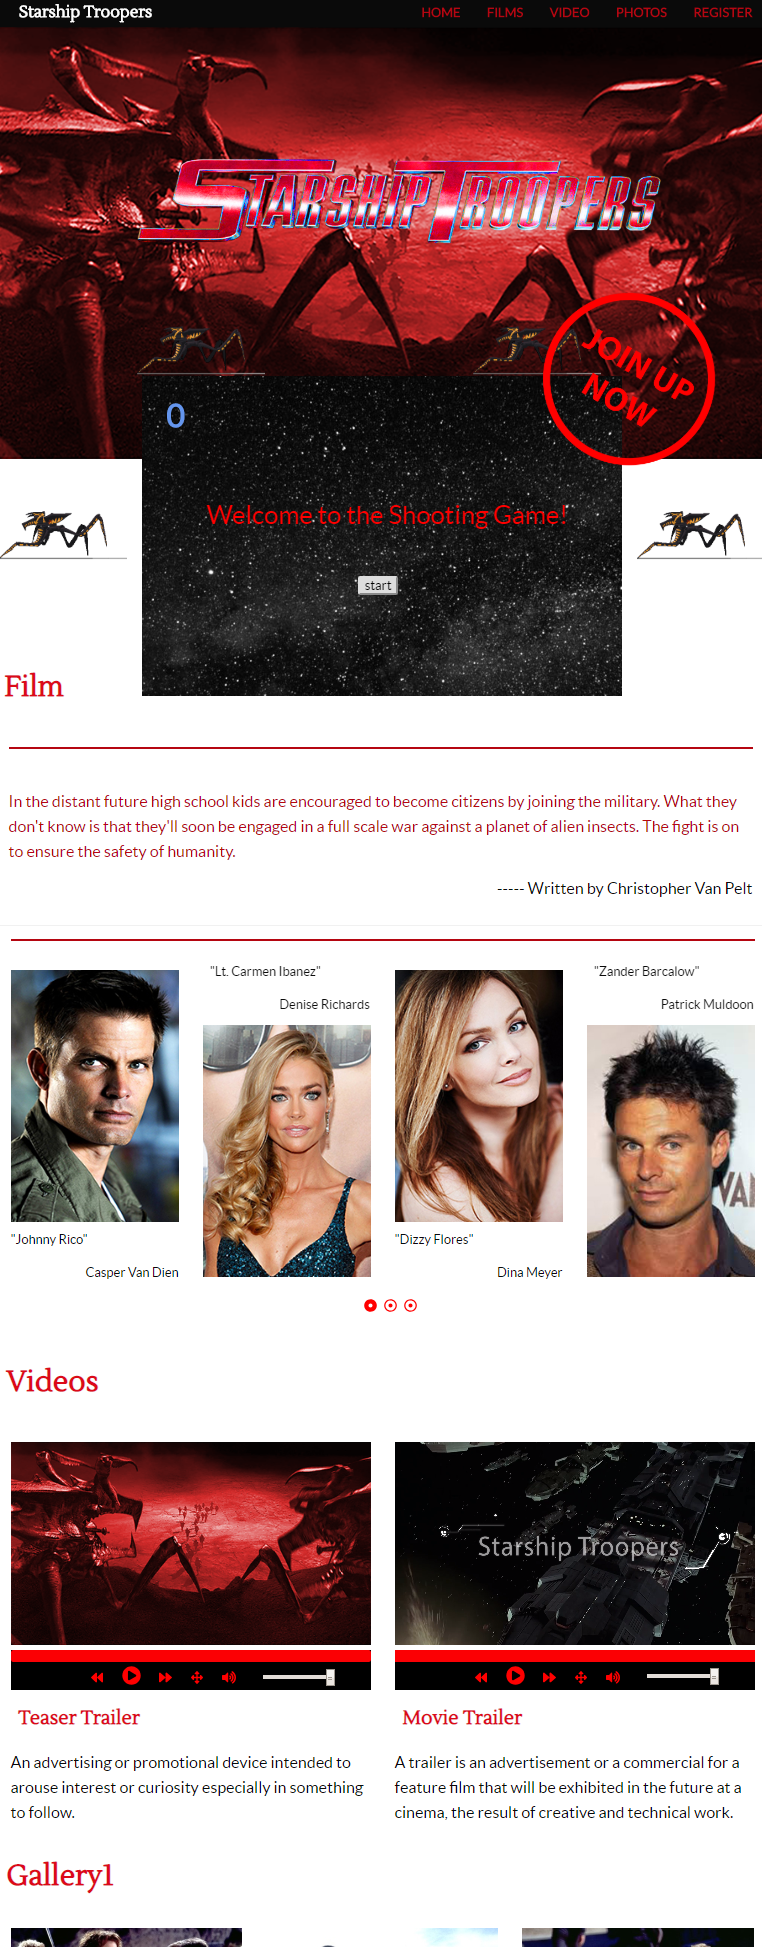 Starship Troopers
HOME FILMS VIDEO PHOTOS REGISTER
STARSHIP TROOPERS
JOIN UP
NOW
0
Welcome to the Shooting Game!
start
Film
In the distant future high school kids are encouraged to become citizens by joining the military. What they
don't know is that they'll soon be engaged in a full scale war against a planet of alien insects. The fight is on
to ensure the safety of humanity.
----- Written by Christopher Van Pelt
"Johnny Rico"
Casper Van Dien
"Lt. Carmen Ibanez"
Denise Richards
"Dizzy Flores"
Dina Meyer
"Zander Barcalow"
Patrick Muldoon
VAN
Videos
Starship Troopers
Teaser Trailer
An advertising or promotional device intended to
arouse interest or curiosity especially in something
to follow.
Movie Trailer
A trailer is an advertisement or a commercial for a
feature film that will be exhibited in the future at a
cinema, the result of creative and technical work.
Gallery1